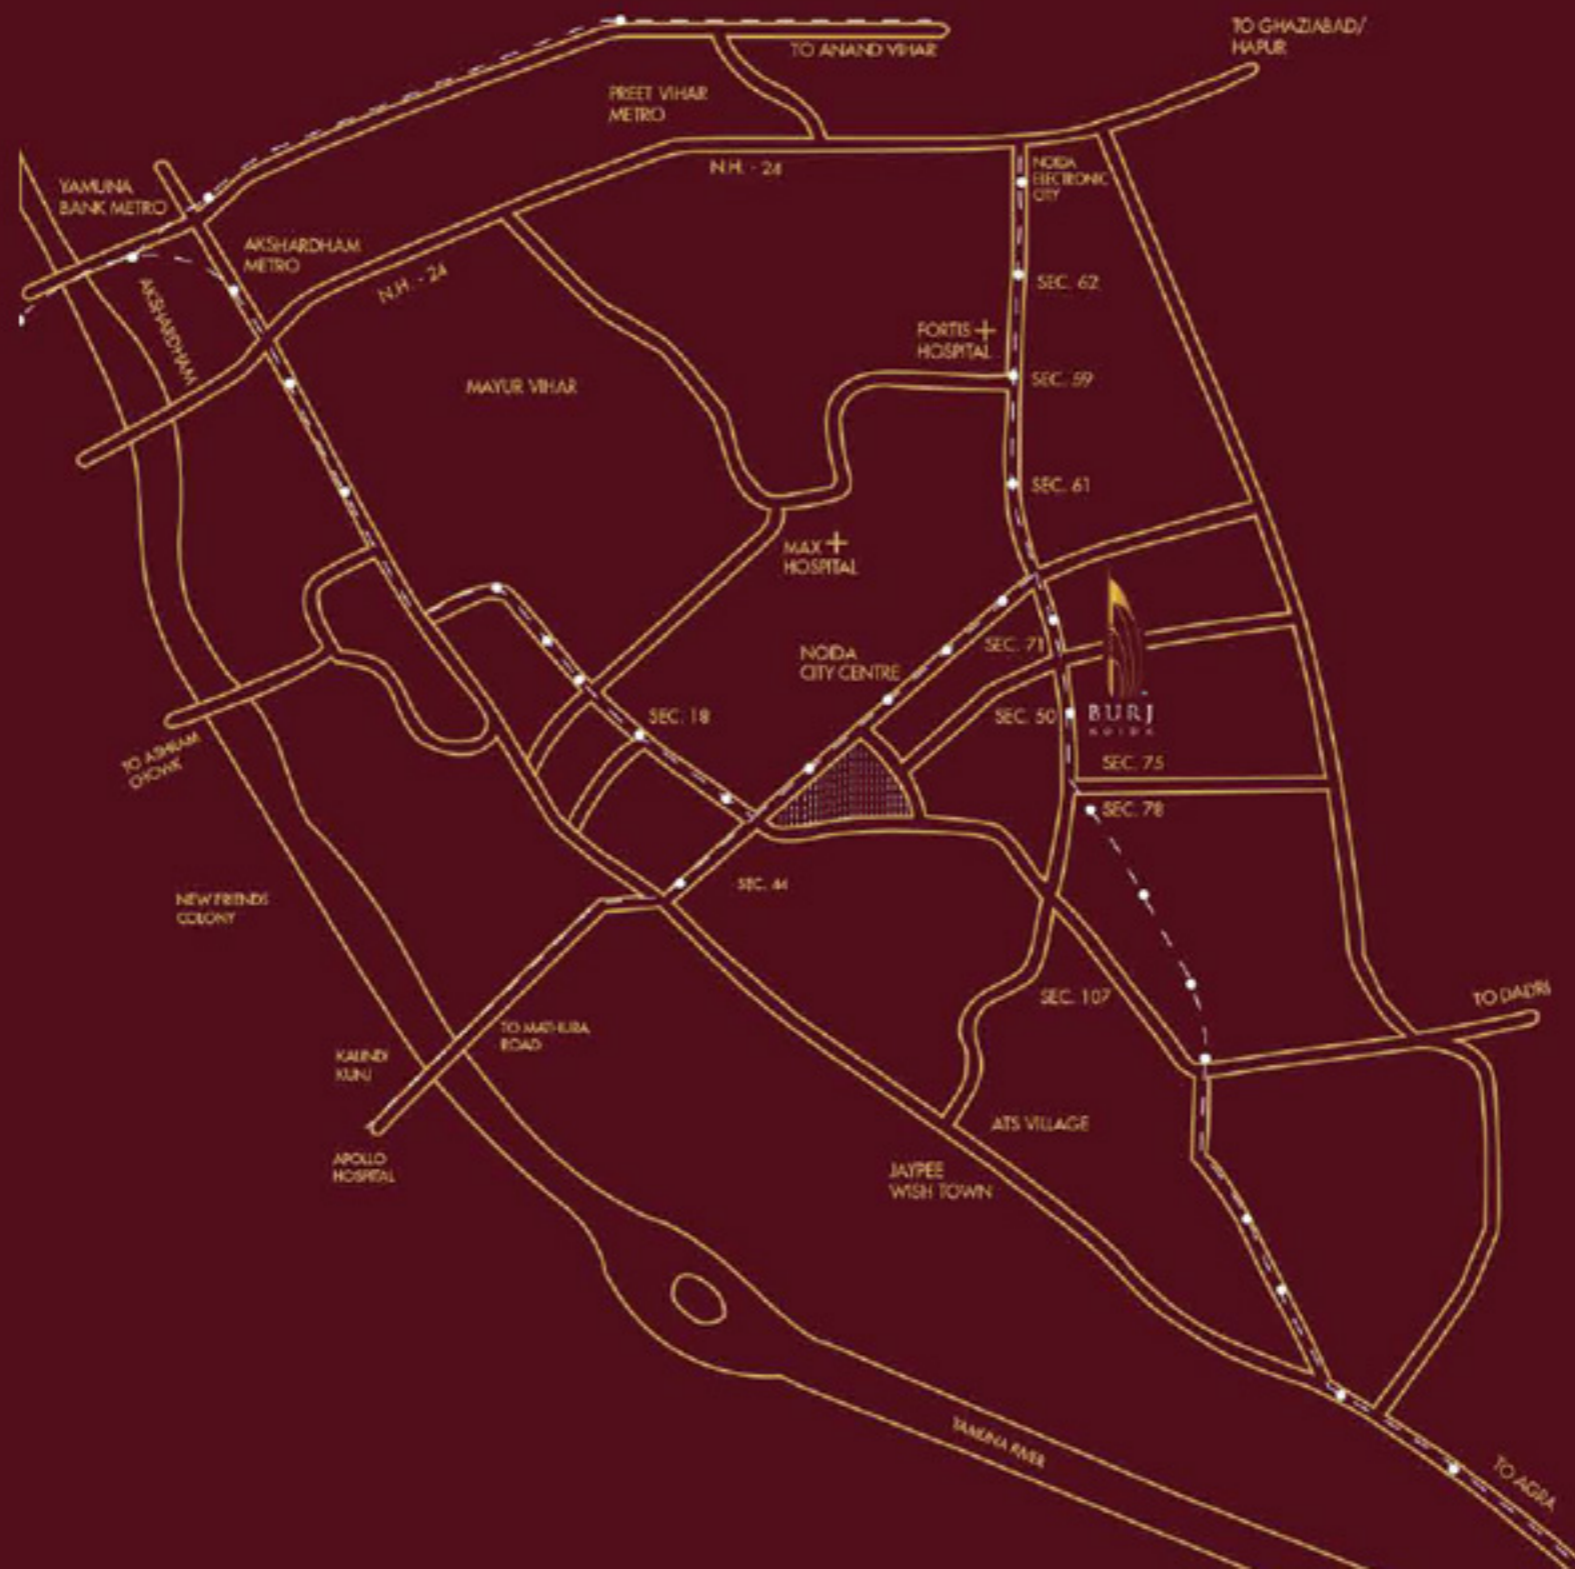 TO GHAZIABAD/
HAPUR
TO ANAND VIHAR
PREET VIHAR
METRO
N.H. - 24
NOIDA
ELECTRONIC
CITY
YAMUNA
BANK METRO
AKSHARDHAM
METRO
N.H. - 24
AKSHARDHAM
SEC. 62
FORTIS
HOSPITAL
SEC. 59
MAYUR VIHAR
SEC. 61
MAX
HOSPITAL
NOIDA
CITY CENTRE
SEC. 71
SEC. 18
SEC. 50
BURJ
NOIDA
TO ASHRAM
CHOWK
SEC. 75
SEC. 78
SEC. 44
NEW FRIENDS
COLONY
SEC. 107
TO DADRI
TO MATHURA
ROAD
KALINDI
KUNJ
ATS VILLAGE
APOLLO
HOSPITAL
JAYPEE
WISH TOWN
YAMUNA RIVER
TO AGRA